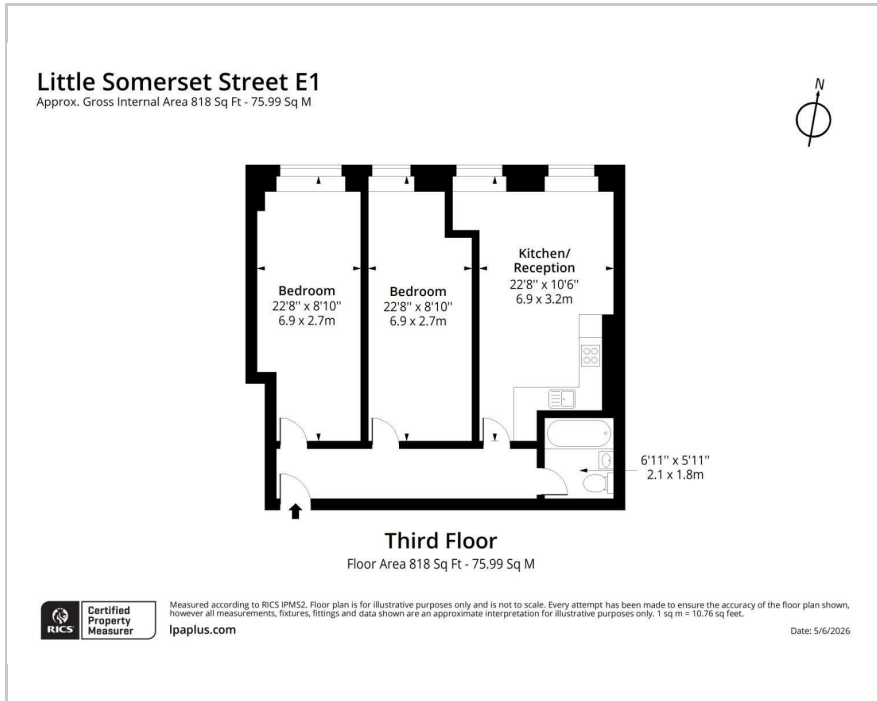 Little Somerset Street E1
Approx. Gross Internal Area 818 Sq Ft - 75.99 Sq M
N
Bedroom
22'8'' x 8'10''
6.9 x 2.7m
Bedroom
22'8'' x 8'10''
6.9 x 2.7m
Kitchen/
Reception
22'8'' x 10'6''
6.9 x 3.2m
6'11'' x 5'11''
2.1 x 1.8m
Third Floor
Floor Area 818 Sq Ft - 75.99 Sq M
RICS
Certified
Property
Measurer
Measured according to RICS IPMS2. Floor plan is for illustrative purposes only and is not to scale. Every attempt has been made to ensure the accuracy of the floor plan shown,
however all measurements, fixtures, fittings and data shown are an approximate interpretation for illustrative purposes only. 1 sq m = 10.76 sq feet.
lpaplus.com
Date: 5/6/2026